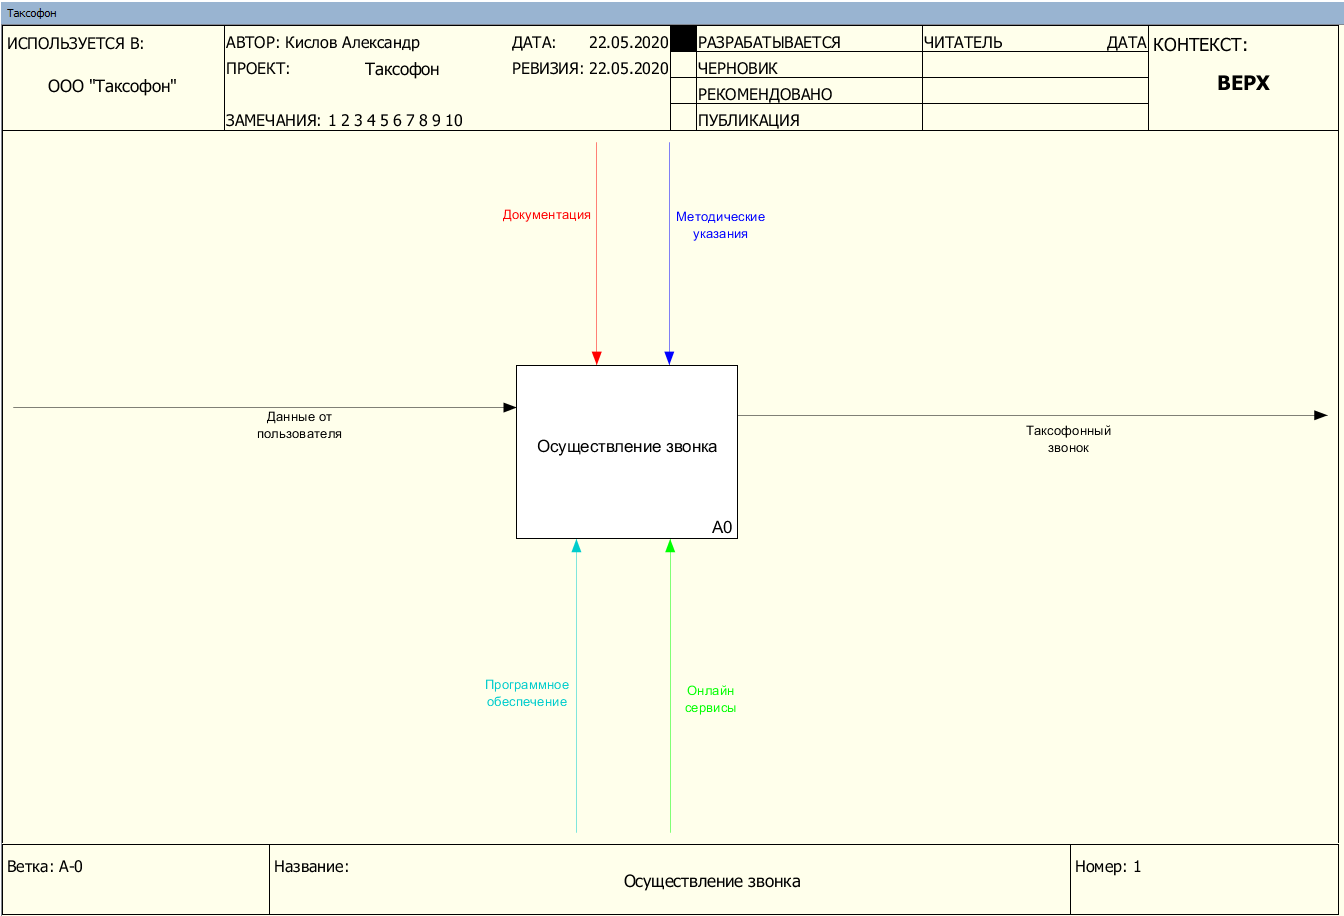 Таксофон
ИСПОЛЬЗУЕТСЯ В:
ООО "Таксофон"
АВТОР: Кислов Александр
ДАТА: 22.05.2020
ПРОЕКТ: Таксофон
РЕВИЗИЯ: 22.05.2020
ЗАМЕЧАНИЯ: 1 2 3 4 5 6 7 8 9 10
РАЗРАБАТЫВАЕТСЯ
ЧЕРНОВИК
РЕКОМЕНДОВАНО
ПУБЛИКАЦИЯ
ЧИТАТЕЛЬ ДАТА
КОНТЕКСТ:
ВЕРХ
Документация
Методические
указания
Данные от
пользователя
Осуществление звонка
A0
Таксофонный
звонок
Программное
обеспечение
Онлайн
сервисы
Ветка: A-0
Название:
Осуществление звонка
Номер: 1